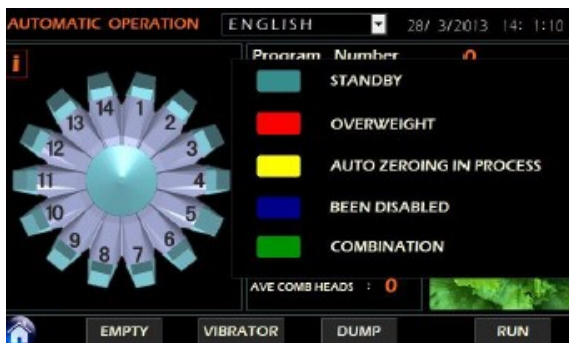 AUTOMATIC OPERATION ENGLISH 28/ 3/2013 14: 1:10
i
Program Number 0
STANDBY
OVERWEIGHT
AUTO ZEROING IN PROCESS
BEEN DISABLED
COMBINATION
14 1
13 2
12 3
11 4
10 5
9 6
8 7
AVE COMB HEADS : 0
EMPTY VIBRATOR DUMP RUN